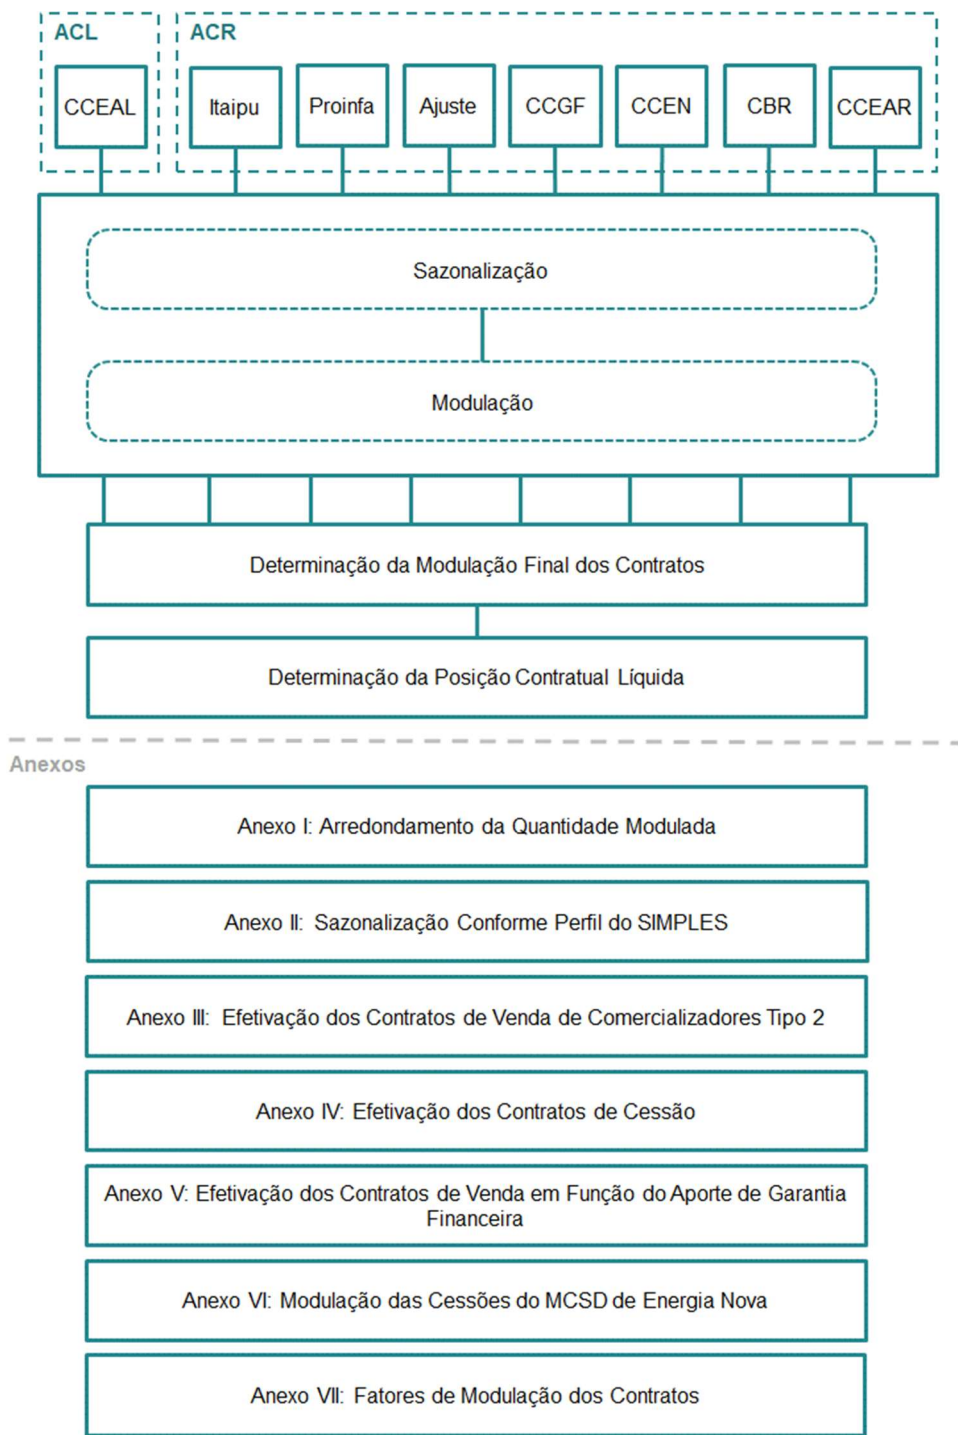 ACL
ACR
CCEAL
Itaipu
Proinfa
Ajuste
CCGF
CCEN
CBR
CCEAR
Sazonalização
Modulação
Determinação da Modulação Final dos Contratos
Determinação da Posição Contratual Líquida
Anexos
Anexo I: Arredondamento da Quantidade Modulada
Anexo II: Sazonalização Conforme Perfil do SIMPLES
Anexo III: Efetivação dos Contratos de Venda de Comercializadores Tipo 2
Anexo IV: Efetivação dos Contratos de Cessão
Anexo V: Efetivação dos Contratos de Venda em Função do Aporte de Garantia
Financeira
Anexo VI: Modulação das Cessões do MCSD de Energia Nova
Anexo VII: Fatores de Modulação dos Contratos